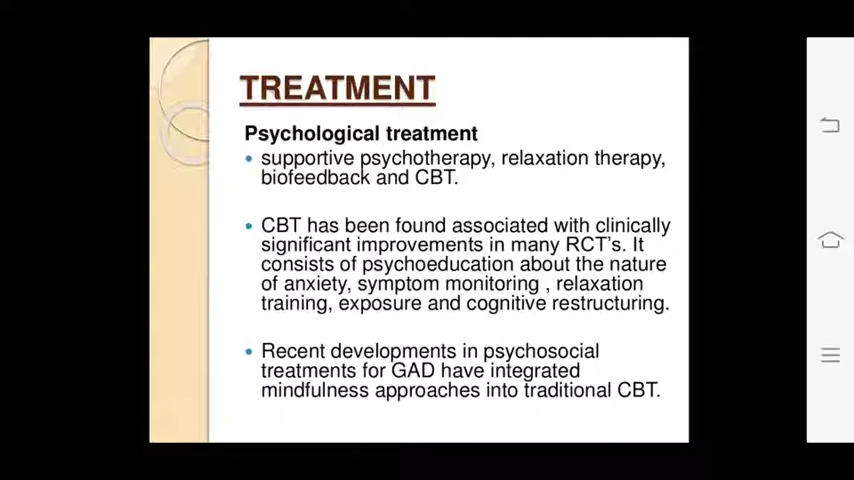 TREATMENT
Psychological treatment
• supportive psychotherapy, relaxation therapy,
biofeedback and CBT.
• CBT has been found associated with clinically
significant improvements in many RCT's. It
consists of psychoeducation about the nature
of anxiety, symptom monitoring , relaxation
training, exposure and cognitive restructuring.
• Recent developments in psychosocial
treatments for GAD have integrated
mindfulness approaches into traditional CBT.